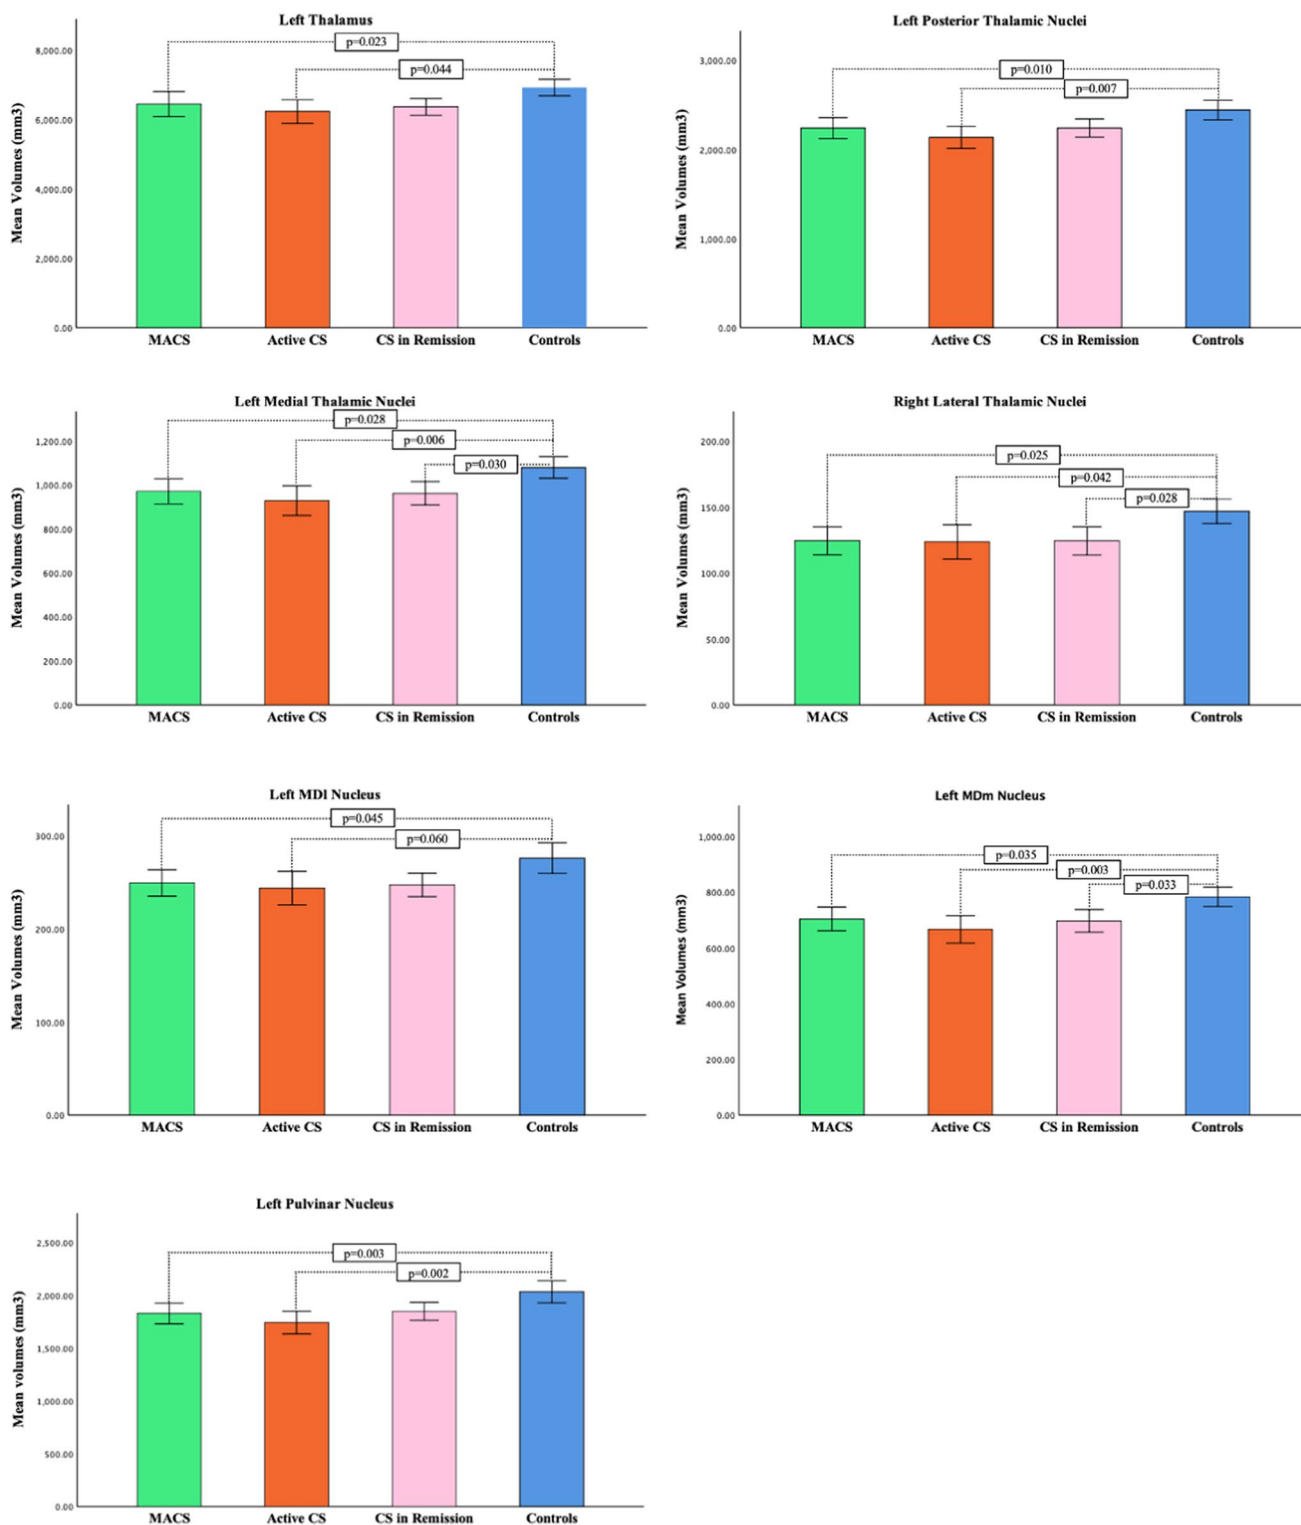 Left Thalamus
Mean Volumes (mm3)
8,000.00
6,000.00
4,000.00
2,000.00
0.00
p=0.023
p=0.044
MACS Active CS CS in Remission Controls
Left Posterior Thalamic Nuclei
Mean Volumes (mm3)
3,000.00
2,000.00
1,000.00
0.00
p=0.010
p=0.007
MACS Active CS CS in Remission Controls
Left Medial Thalamic Nuclei
Mean Volumes (mm3)
1,200.00
1,000.00
800.00
600.00
400.00
200.00
0.00
p=0.028
p=0.006
p=0.030
MACS Active CS CS in Remission Controls
Right Lateral Thalamic Nuclei
Mean Volumes (mm3)
200.00
150.00
100.00
50.00
0.00
p=0.025
p=0.042
p=0.028
MACS Active CS CS in Remission Controls
Left MDl Nucleus
Mean Volumes (mm3)
300.00
200.00
100.00
0.00
p=0.045
p=0.060
MACS Active CS CS in Remission Controls
Left MDm Nucleus
Mean Volumes (mm3)
1,000.00
800.00
600.00
400.00
200.00
0.00
p=0.035
p=0.003
p=0.033
MACS Active CS CS in Remission Controls
Left Pulvinar Nucleus
Mean volumes (mm3)
2,500.00
2,000.00
1,500.00
1,000.00
500.00
0.00
p=0.003
p=0.002
MACS Active CS CS in Remission Controls